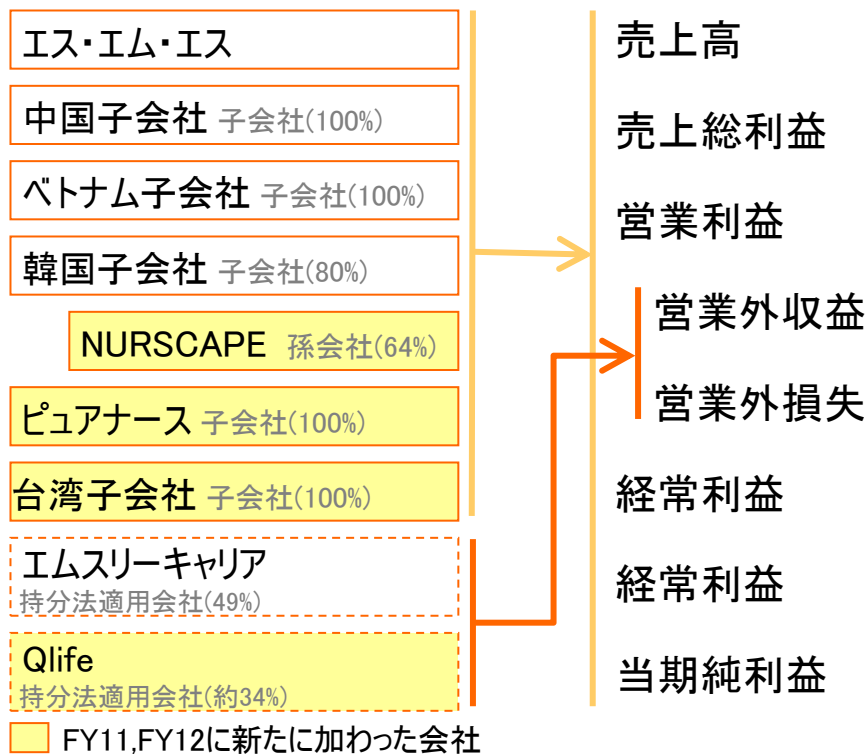 エス・エム・エス
中国子会社 子会社(100%)
ベトナム子会社 子会社(100%)
韓国子会社 子会社(80%)
NURSCAPE 孫会社(64%)
ピュアナース 子会社(100%)
台湾子会社 子会社(100%)
エムスリーキャリア
持分法適用会社(49%)
Qlife
持分法適用会社(約34%)
FY11,FY12に新たに加わった会社
売上高
売上総利益
営業利益
営業外収益
営業外損失
経常利益
経常利益
当期純利益